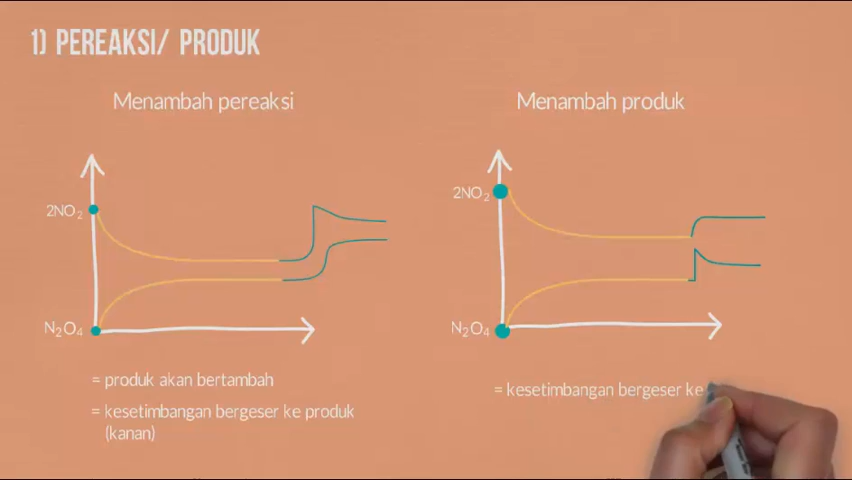 1) PEREAKSI/ PRODUK
Menambah pereaksi
Menambah produk
2NO₂
N₂O₄
= produk akan bertambah
= kesetimbangan bergeser ke produk
(kanan)
2NO₂
N₂O₄
= kesetimbangan bergeser ke